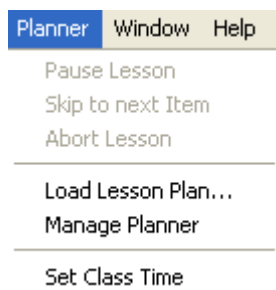 Planner Window Help
Pause Lesson
Skip to next Item
Abort Lesson
Load Lesson Plan...
Manage Planner
Set Class Time